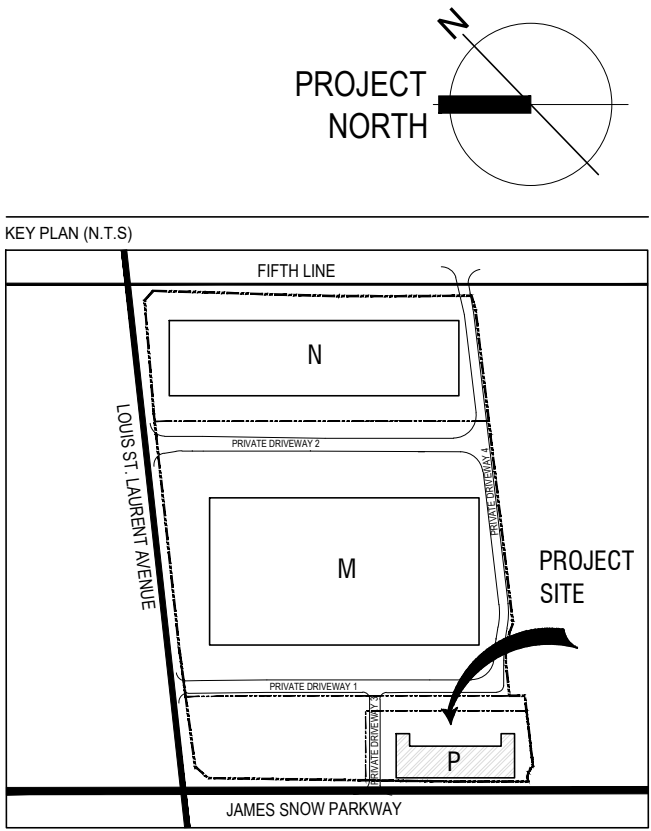 N
PROJECT
NORTH
KEY PLAN (N.T.S)
FIFTH LINE
N
LOUIS ST. LAURENT AVENUE
PRIVATE DRIVEWAY 2
PRIVATE DRIVEWAY 4
M
PROJECT
SITE
PRIVATE DRIVEWAY 1
PRIVATE DRIVEWAY 3
P
JAMES SNOW PARKWAY